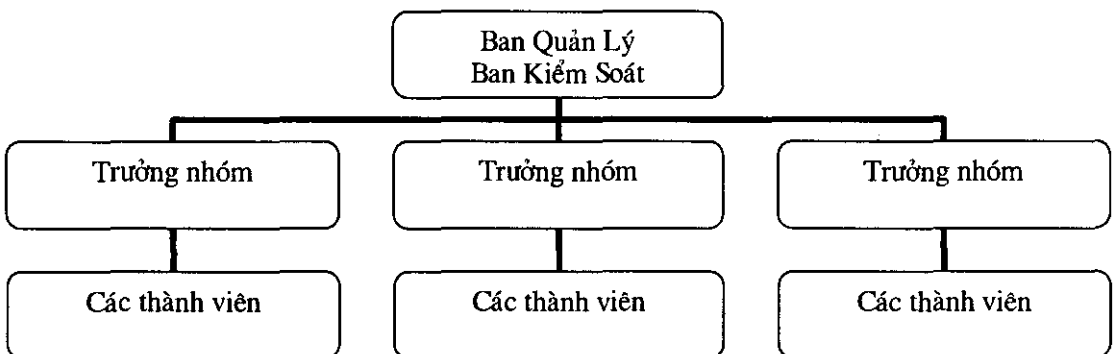 Ban Quản Lý
Ban Kiểm Soát
Trưởng nhóm
Trưởng nhóm
Trưởng nhóm
Các thành viên
Các thành viên
Các thành viên